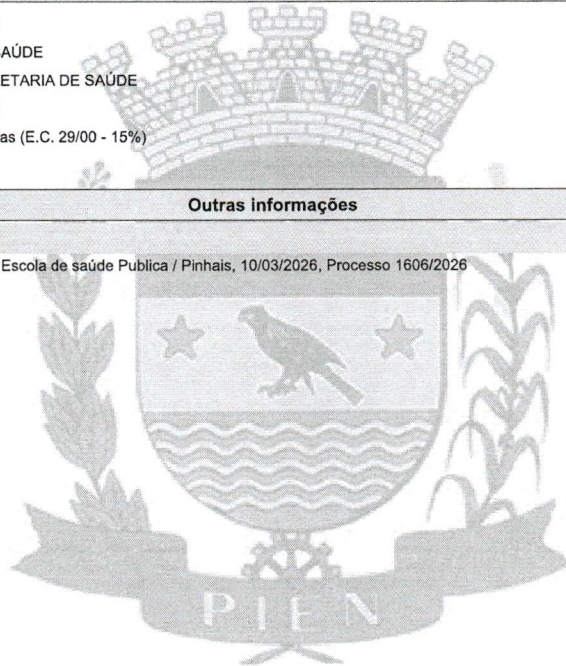 AÚDE
ETARIA DE SAÚDE
as (E.C. 29/00 - 15%)
Outras informações
Escola de saúde Publica / Pinhais, 10/03/2026, Processo 1606/2026
PIEN